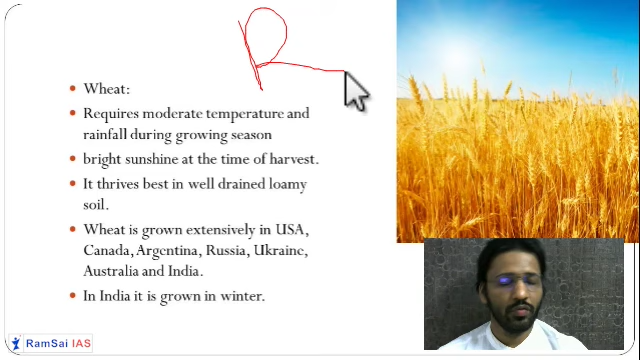 R
Wheat:
Requires moderate temperature and
rainfall during growing season
bright sunshine at the time of harvest.
It thrives best in well drained loamy
soil.
Wheat is grown extensively in USA,
Canada, Argentina, Russia, Ukraine,
Australia and India.
In India it is grown in winter.
RamSai IAS